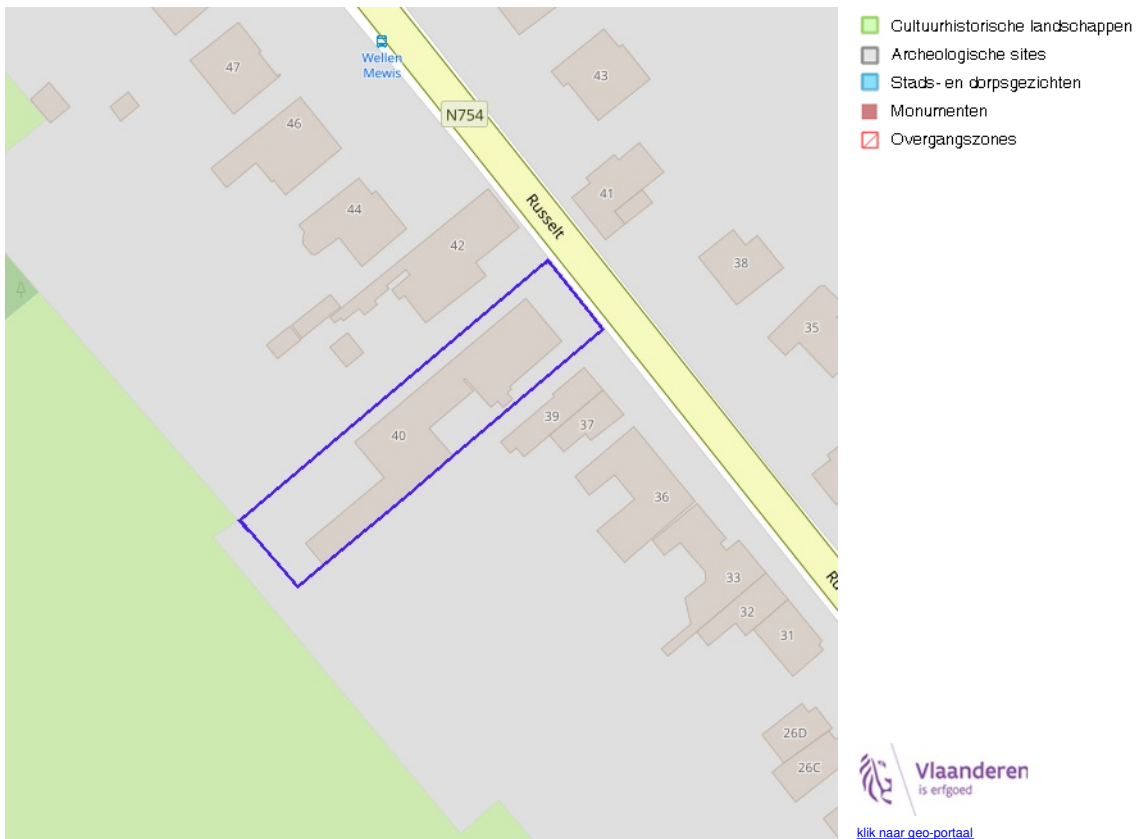 47
Wellen
Mewis
43
N754
46
Russelt
41
44
42
38
35
40
39
37
36
33
32
31
26D
26C
Ru
Cultuurhistorische landschappen
Archeologische sites
Stads- en dorpsgezichten
Monumenten
Overgangszones
Vlaanderen
is erfgoed
klik naar geo-portaal